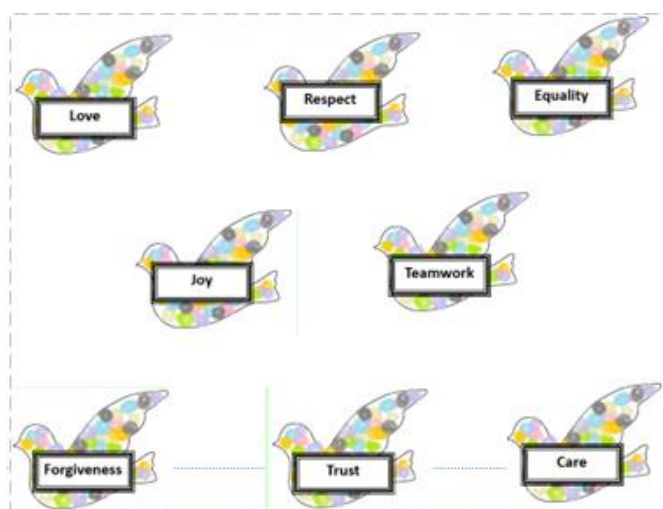 Love
Respect
Equality
Joy
Teamwork
Forgiveness
Trust
Care